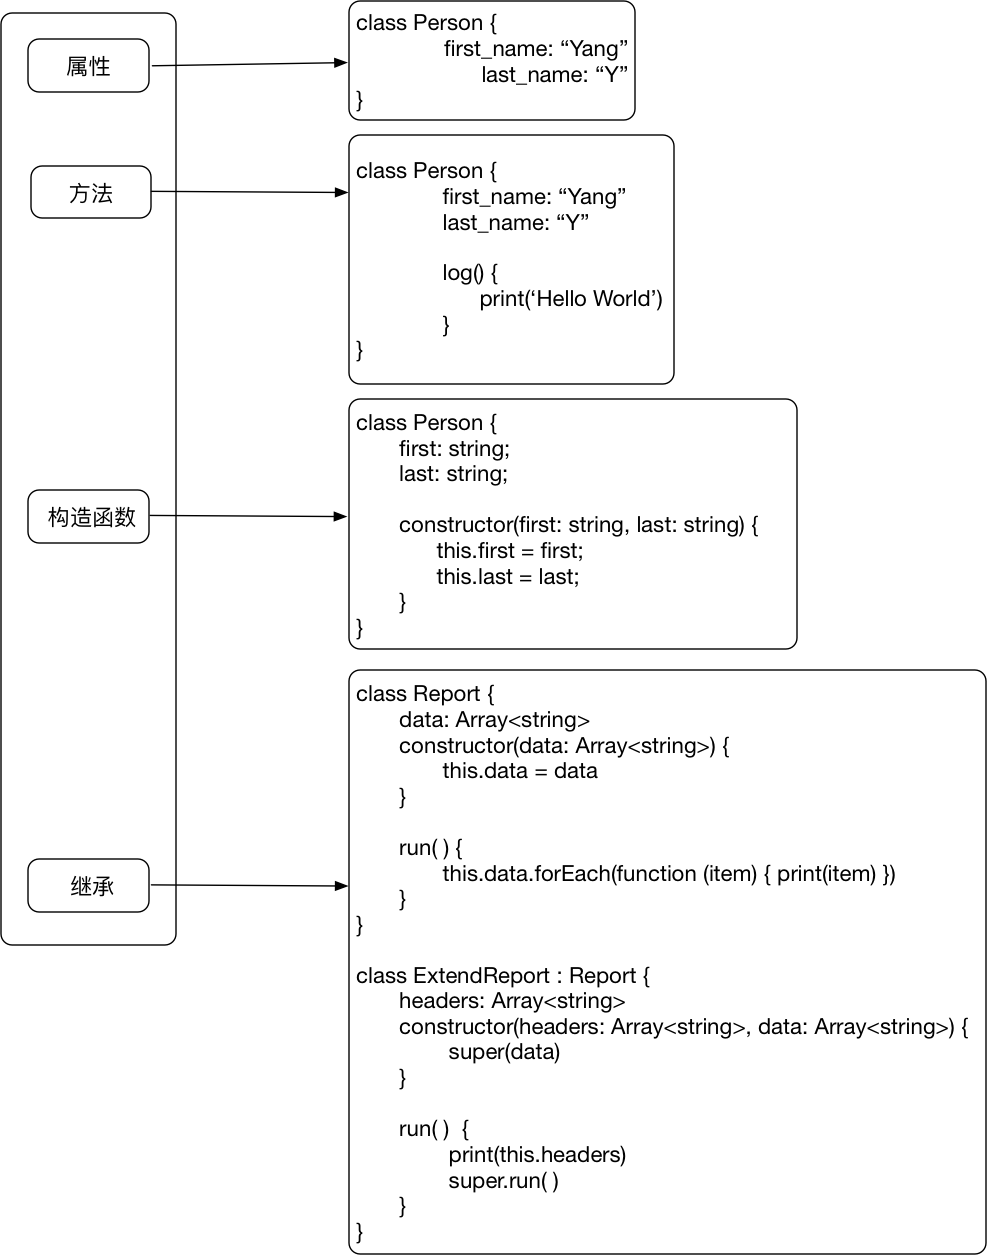 属性
class Person {
first_name: “Yang”
last_name: “Y”
}
方法
class Person {
first_name: “Yang”
last_name: “Y”
log() {
print(‘Hello World’)
}
}
构造函数
class Person {
first: string;
last: string;
constructor(first: string, last: string) {
this.first = first;
this.last = last;
}
}
继承
class Report {
data: Array<string>
constructor(data: Array<string>) {
this.data = data
}
run( ) {
this.data.forEach(function (item) { print(item) })
}
}
class ExtendReport : Report {
headers: Array<string>
constructor(headers: Array<string>, data: Array<string>) {
super(data)
}
run( )  {
print(this.headers)
super.run( )
}
}